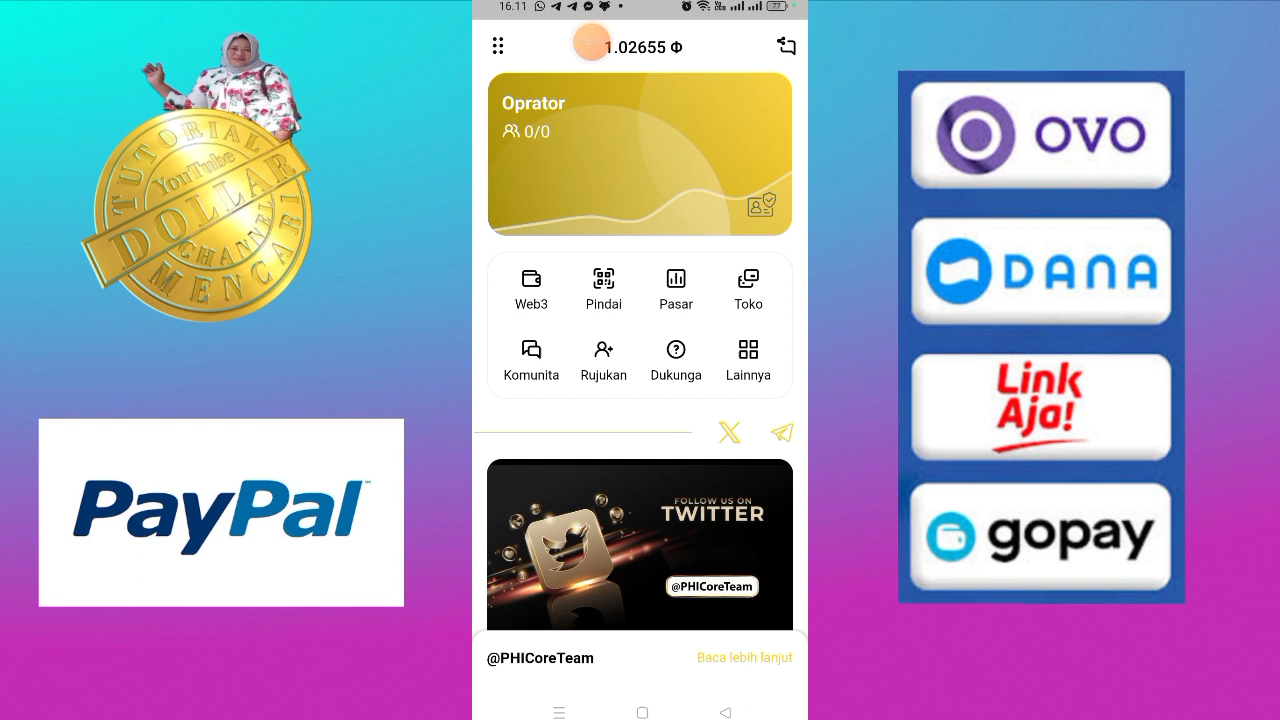 TUTORIAL
YouTube
DOLLAR
CHANNEL
MENCARI
PayPal
16.11
77
1.02655 Φ
Oprator
0/0
Web3
Pindai
Pasar
Toko
Komunita
Rujukan
Dukunga
Lainnya
FOLLOW US ON
TWITTER
@PHICoreTeam
@PHICoreTeam
Baca lebih lanjut
OVO
DANA
Link
Aja!
gopay